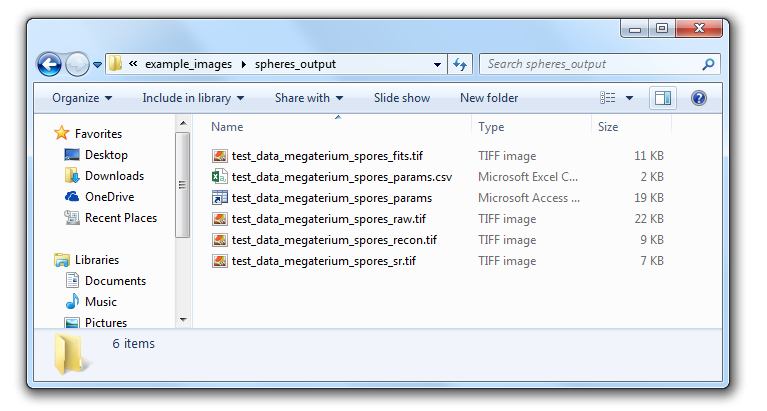 « example_images spheres_output Search spheres_output
Organize Include in library Share with Slide show New folder
Favorites
Desktop
Downloads
OneDrive
Recent Places
Libraries
Documents
Music
Pictures
Name Type Size
test_data_megaterium_spores_fits.tif TIFF image 11 KB
test_data_megaterium_spores_params.csv Microsoft Excel C... 2 KB
test_data_megaterium_spores_params Microsoft Access ... 19 KB
test_data_megaterium_spores_raw.tif TIFF image 22 KB
test_data_megaterium_spores_recon.tif TIFF image 9 KB
test_data_megaterium_spores_sr.tif TIFF image 7 KB
6 items